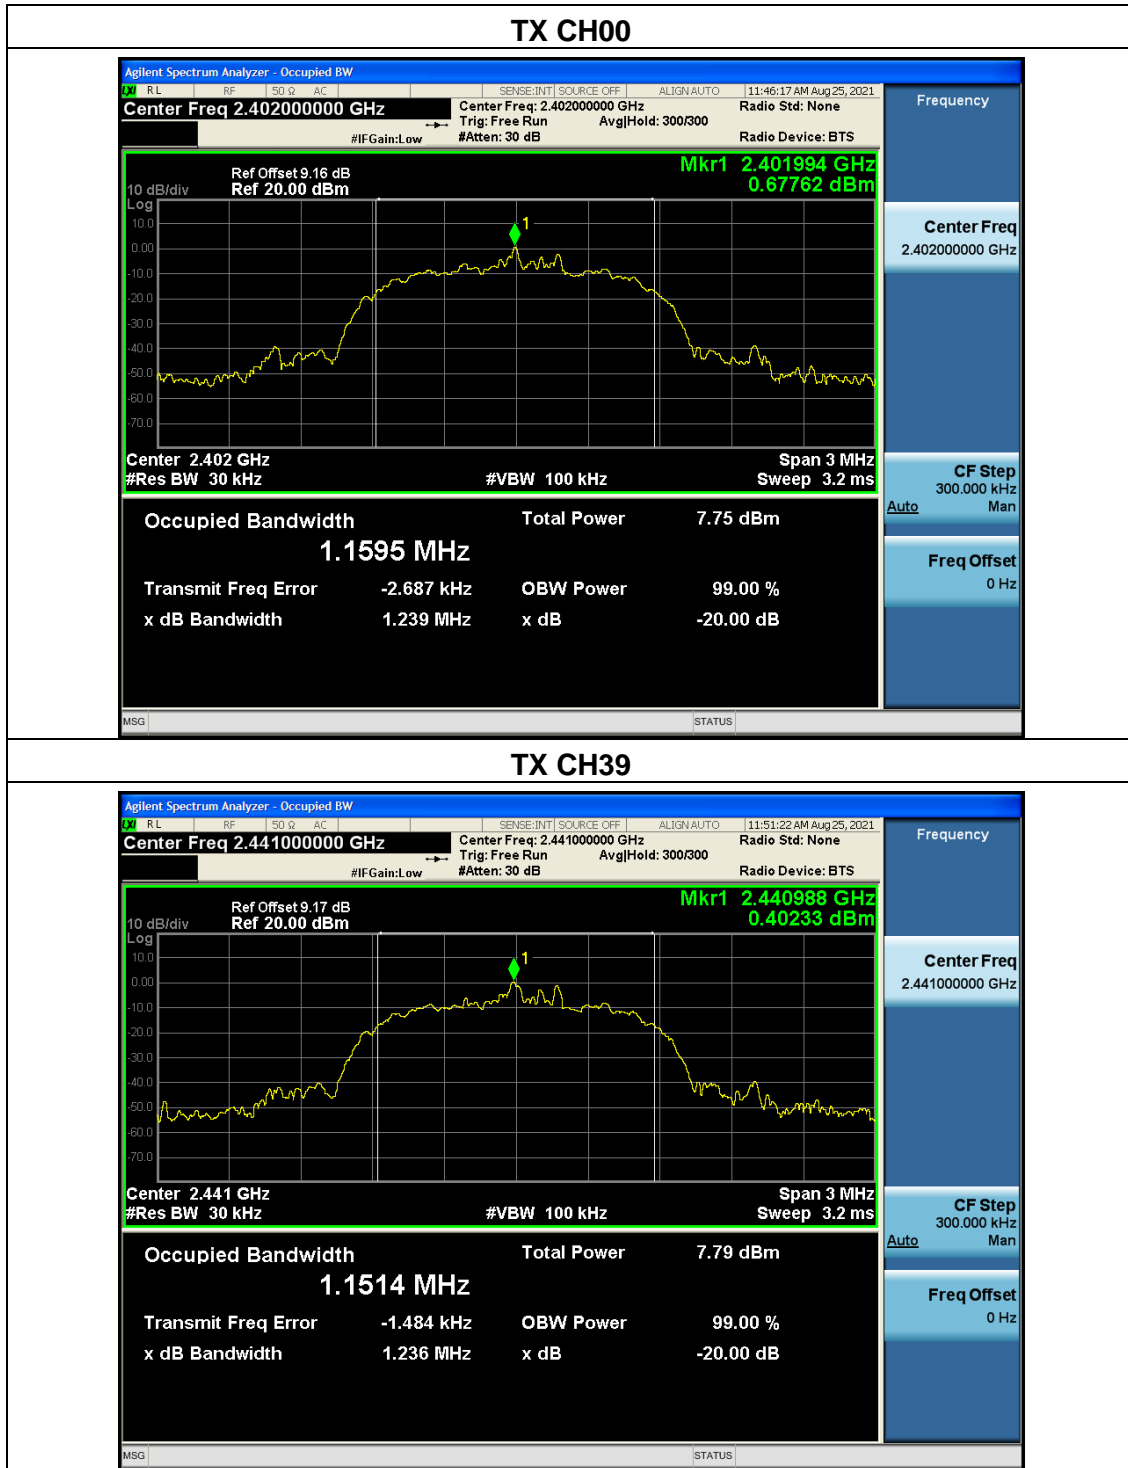 TX CH00
Agilent Spectrum Analyzer - Occupied BW
LXI RL RF 50 Ω AC SENSE:INT SOURCE OFF ALIGN AUTO 11:46:17 AM Aug 25, 2021
Center Freq 2.402000000 GHz Center Freq: 2.402000000 GHz Radio Std: None Frequency
Trig: Free Run Avg|Hold: 300/300
#IFGain:Low #Atten: 30 dB Radio Device: BTS
Ref Offset 9.16 dB Mkr1 2.401994 GHz
10 dB/div Ref 20.00 dBm 0.67762 dBm
Log
10.0 1
0.00
-10.0
-20.0
-30.0
-40.0
-50.0
-60.0
-70.0
Center Freq
2.402000000 GHz
Center 2.402 GHz Span 3 MHz
#Res BW 30 kHz #VBW 100 kHz Sweep 3.2 ms
CF Step
300.000 kHz
Auto Man
Occupied Bandwidth Total Power 7.75 dBm
1.1595 MHz
Freq Offset
0 Hz
Transmit Freq Error -2.687 kHz OBW Power 99.00 %
x dB Bandwidth 1.239 MHz x dB -20.00 dB
MSG STATUS
TX CH39
Agilent Spectrum Analyzer - Occupied BW
LXI RL RF 50 Ω AC SENSE:INT SOURCE OFF ALIGN AUTO 11:51:22 AM Aug 25, 2021
Center Freq 2.441000000 GHz Center Freq: 2.441000000 GHz Radio Std: None Frequency
Trig: Free Run Avg|Hold: 300/300
#IFGain:Low #Atten: 30 dB Radio Device: BTS
Ref Offset 9.17 dB Mkr1 2.440988 GHz
10 dB/div Ref 20.00 dBm 0.40233 dBm
Log
10.0 1
0.00
-10.0
-20.0
-30.0
-40.0
-50.0
-60.0
-70.0
Center Freq
2.441000000 GHz
Center 2.441 GHz Span 3 MHz
#Res BW 30 kHz #VBW 100 kHz Sweep 3.2 ms
CF Step
300.000 kHz
Auto Man
Occupied Bandwidth Total Power 7.79 dBm
1.1514 MHz
Freq Offset
0 Hz
Transmit Freq Error -1.484 kHz OBW Power 99.00 %
x dB Bandwidth 1.236 MHz x dB -20.00 dB
MSG STATUS